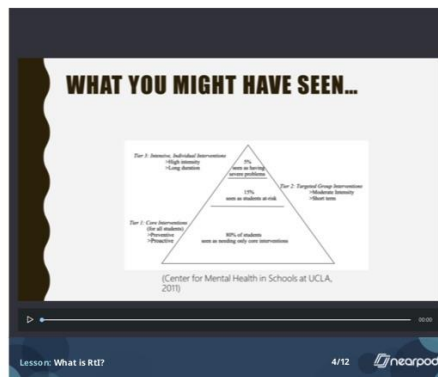 WHAT YOU MIGHT HAVE SEEN...
Tier 3: Intensive, Individual Interventions
>High intensity
>Long duration
5%
seen as having
severe problems
Tier 2: Targeted Group Interventions
>Moderate Intensity
>Short term
15%
seen as students at-risk
Tier 1: Core Interventions
(for all students)
>Preventive
>Proactive
80% of students
seen as needing only core interventions
(Center for Mental Health in Schools at UCLA,
2011)
00:00
Lesson: What is RtI?
4/12
nearpod